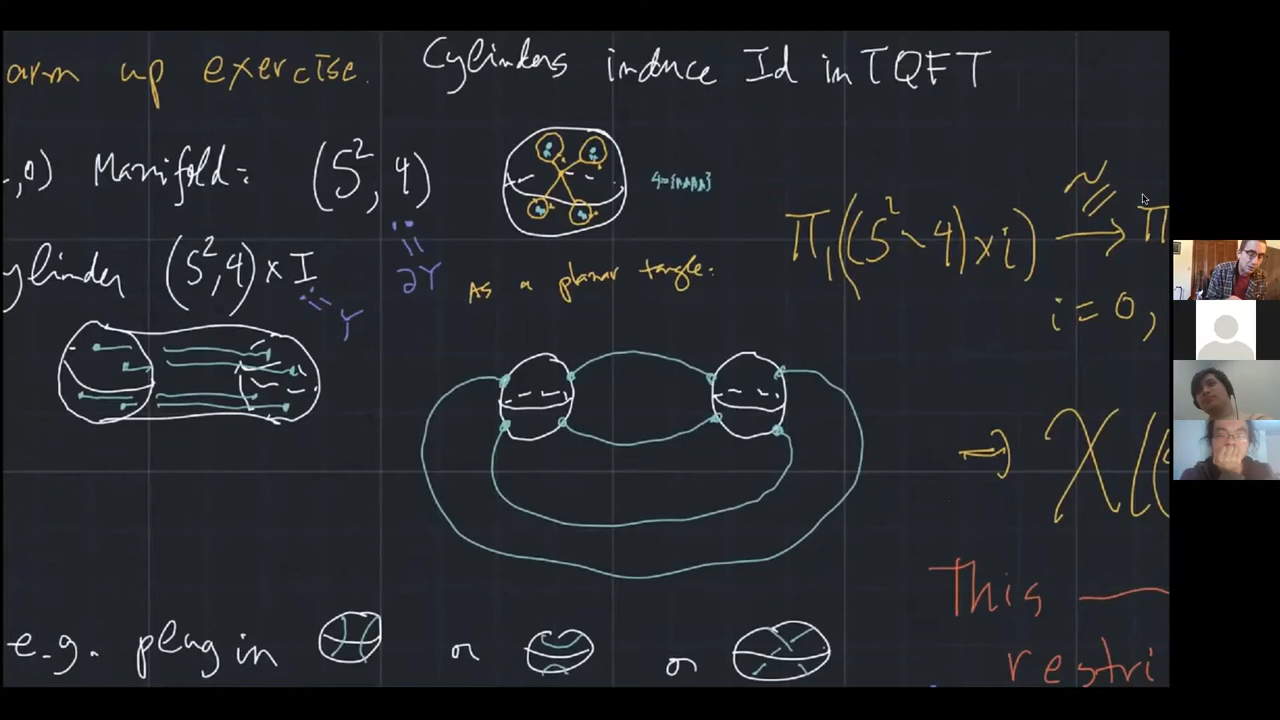 arm up exercise.
Cylinders induce Id in TQFT
,0) Manifold: (S², 4)
4={AAAA}
∂Y
ylinder (S²,4)×I
Y
As a planar tangle:
π₁((S²∖4)×i) → π
i=0,
⇒ χ((
This
restri
e.g. plug in or or